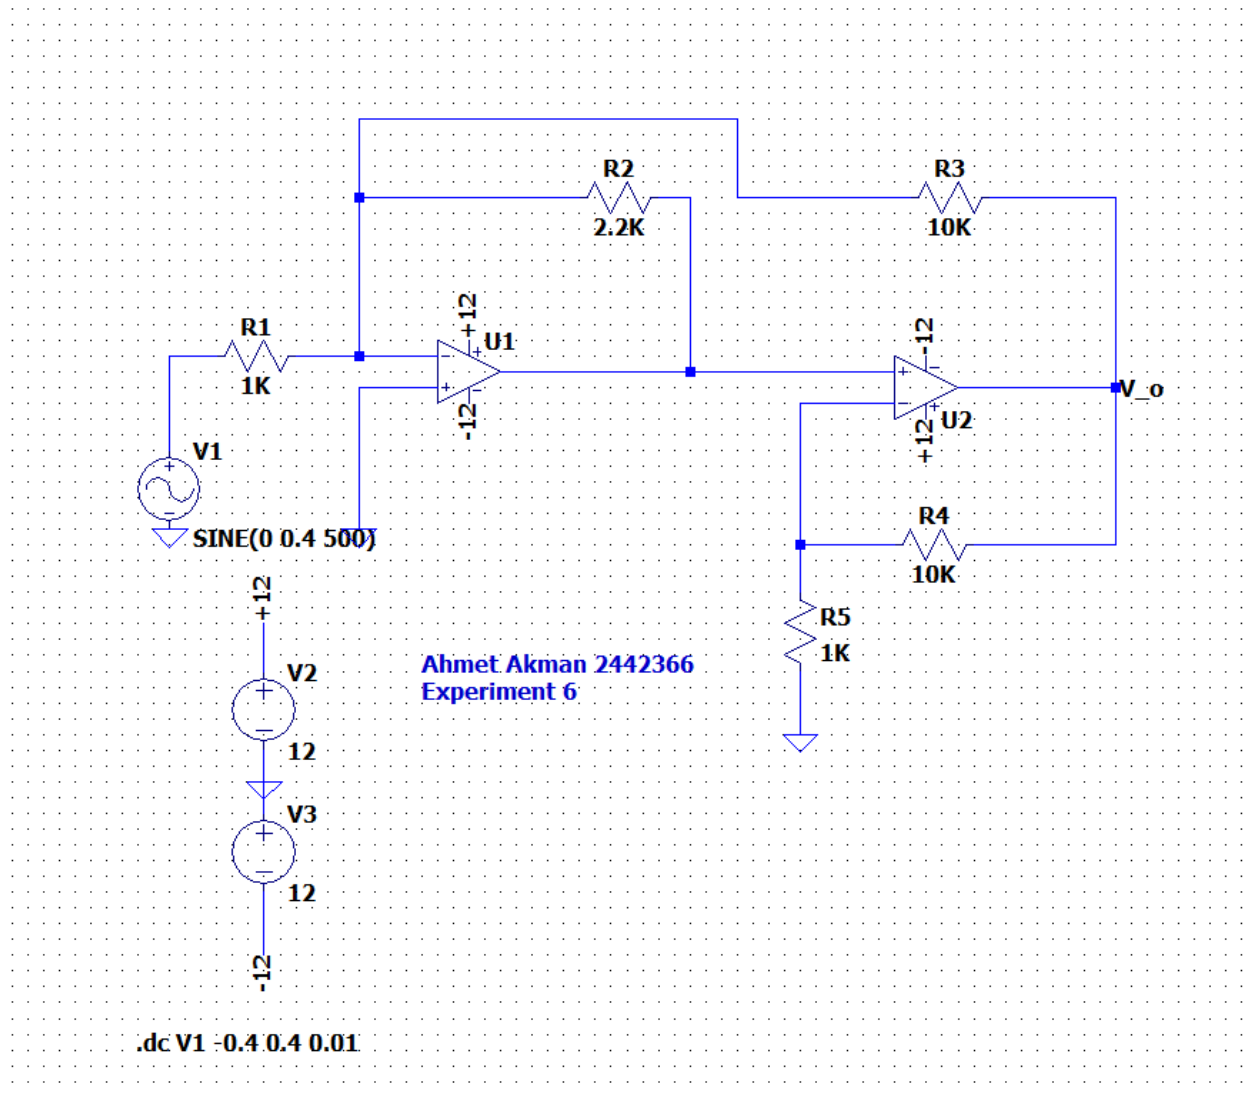 R2
2.2K
R3
10K
+12
U1
-12
R1
1K
-12
U2
+12
V_o
V1
SINE(0 0.4 500)
R4
10K
R5
1K
+12
V2
12
Ahmet Akman 2442366
Experiment 6
V3
12
-12
.dc V1 -0.4 0.4 0.01